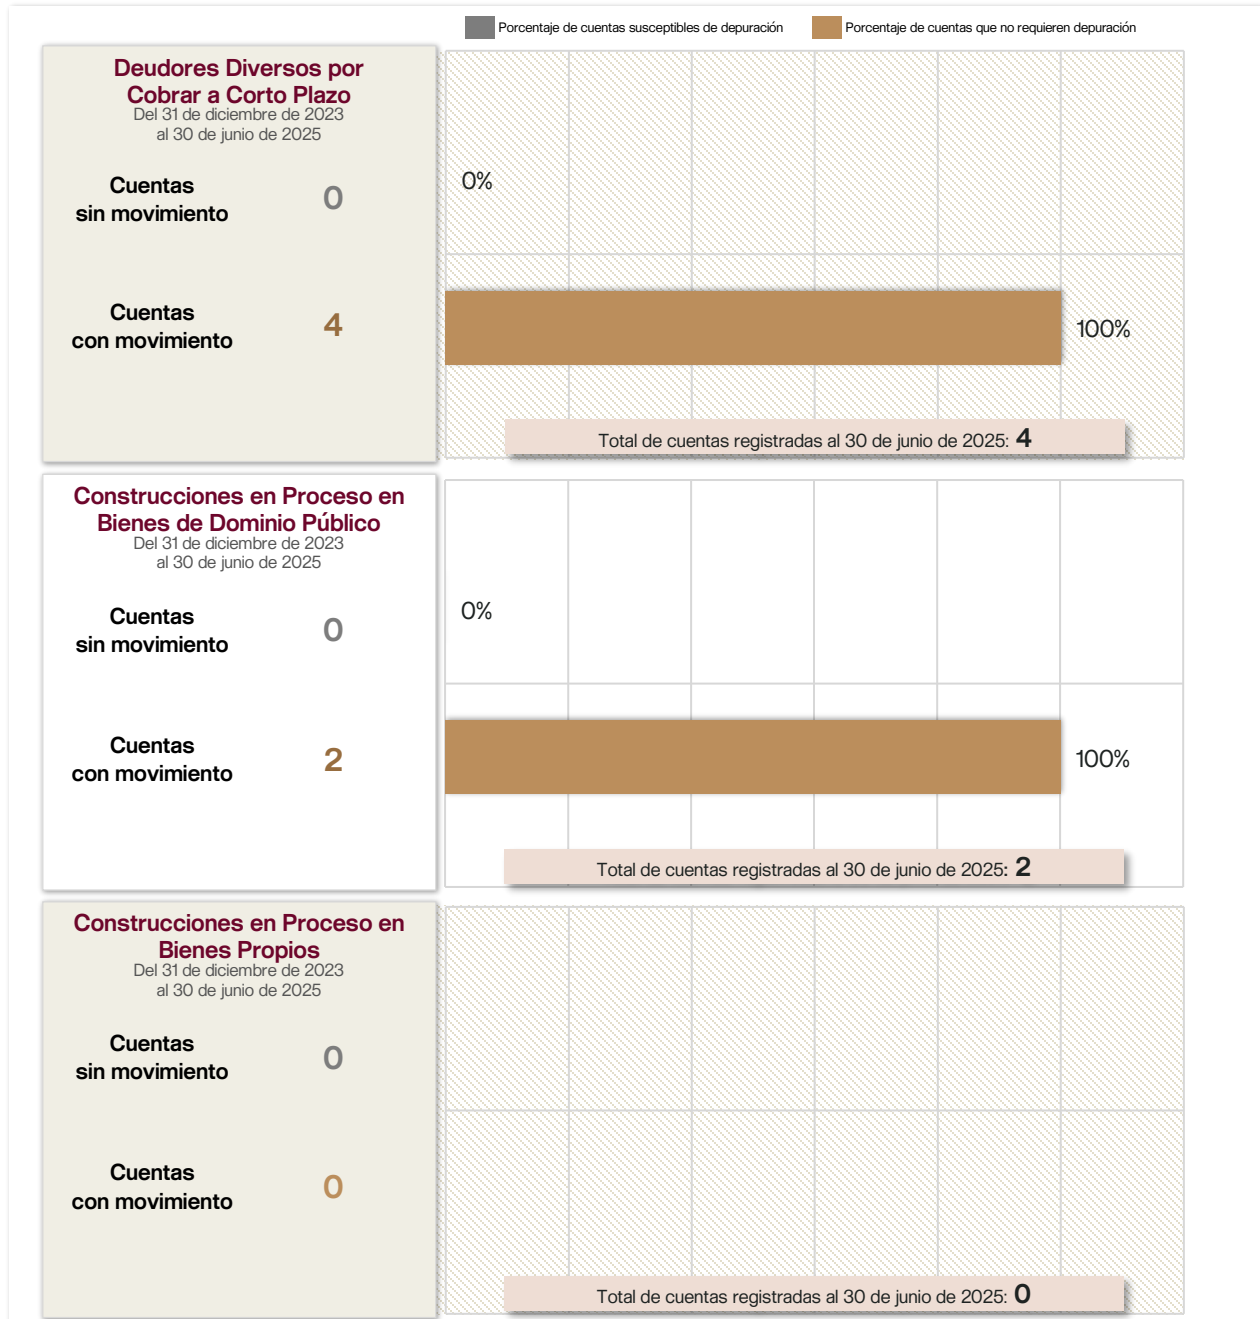 Porcentaje de cuentas susceptibles de depuración
Porcentaje de cuentas que no requieren depuración
Deudores Diversos por
Cobrar a Corto Plazo
Del 31 de diciembre de 2023
al 30 de junio de 2025
Cuentas
sin movimiento
0
0%
Cuentas
con movimiento
4
100%
Total de cuentas registradas al 30 de junio de 2025: 4
Construcciones en Proceso en
Bienes de Dominio Público
Del 31 de diciembre de 2023
al 30 de junio de 2025
Cuentas
sin movimiento
0
0%
Cuentas
con movimiento
2
100%
Total de cuentas registradas al 30 de junio de 2025: 2
Construcciones en Proceso en
Bienes Propios
Del 31 de diciembre de 2023
al 30 de junio de 2025
Cuentas
sin movimiento
0
Cuentas
con movimiento
0
Total de cuentas registradas al 30 de junio de 2025: 0